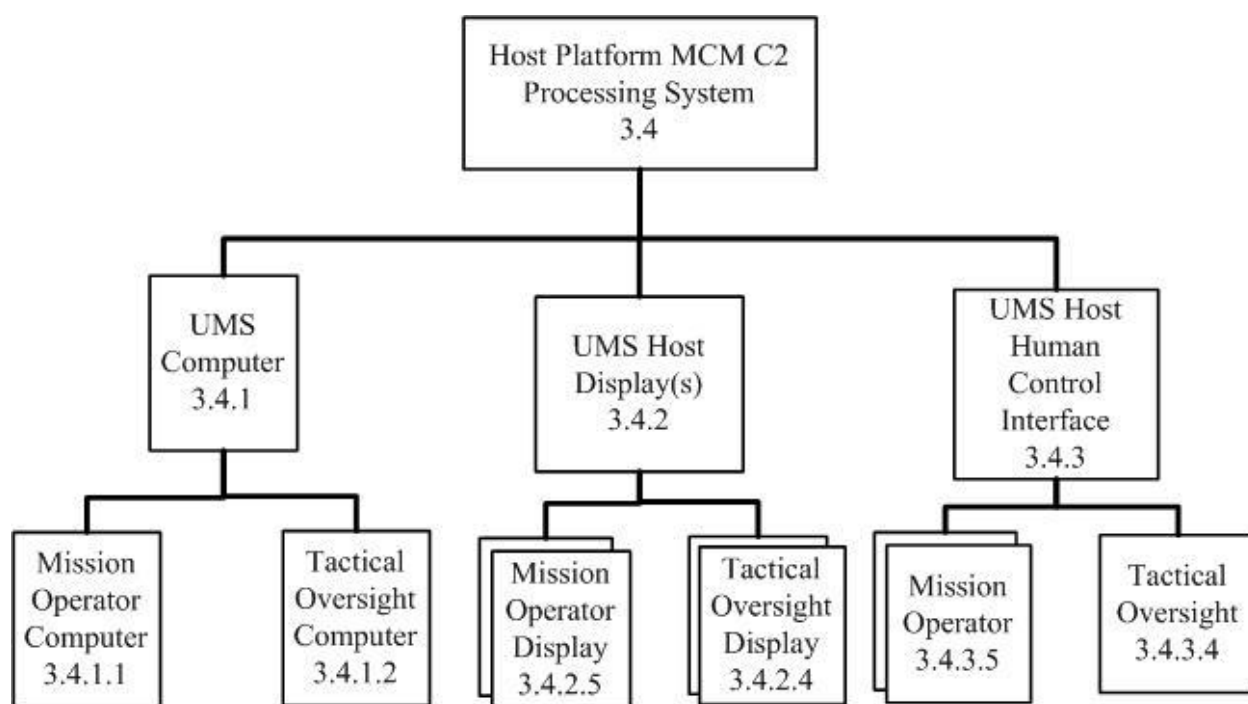 Host Platform MCM C2
Processing System
3.4
UMS
Computer
3.4.1
UMS Host
Display(s)
3.4.2
UMS Host
Human
Control
Interface
3.4.3
Mission
Operator
Computer
3.4.1.1
Tactical
Oversight
Computer
3.4.1.2
Mission
Operator
Display
3.4.2.5
Tactical
Oversight
Display
3.4.2.4
Mission
Operator
3.4.3.5
Tactical
Oversight
3.4.3.4